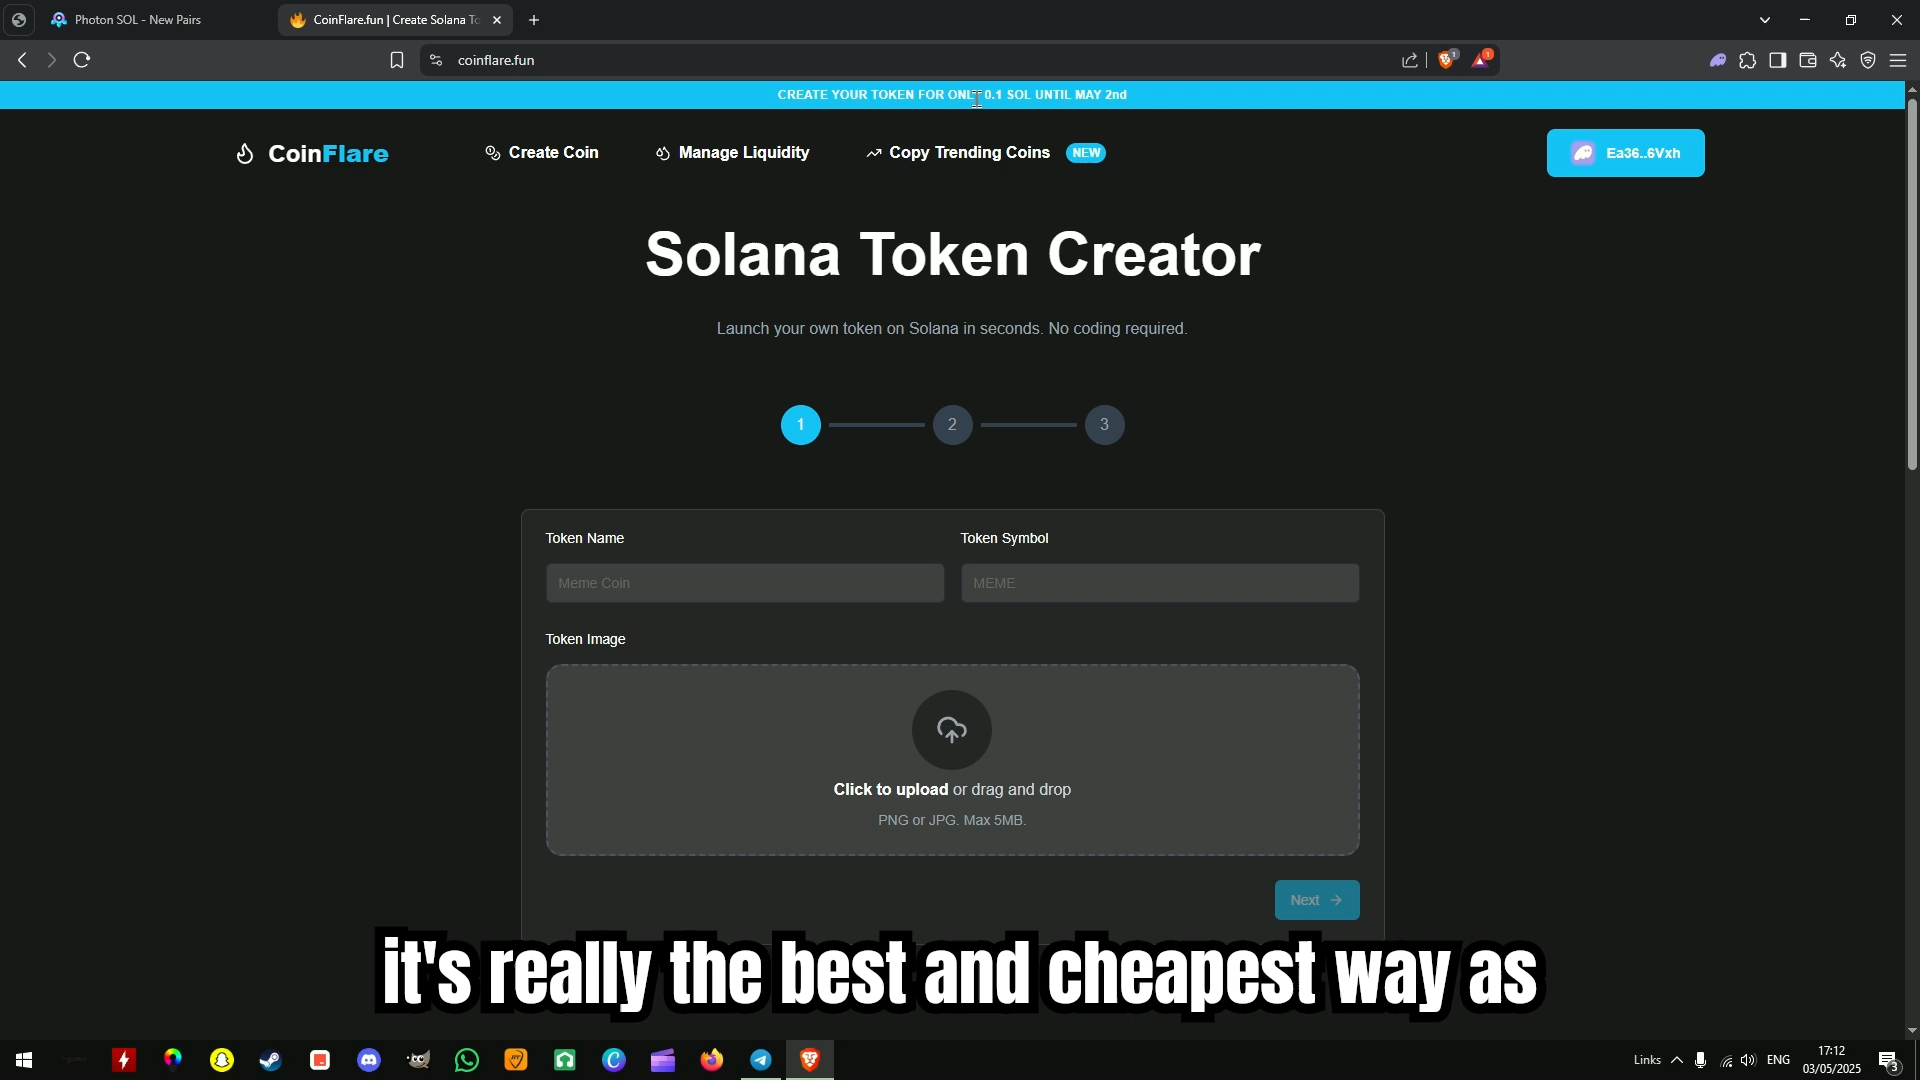 Photon SOL - New Pairs
CoinFlare.fun | Create Solana To
coinflare.fun
1
1
CREATE YOUR TOKEN FOR ONLY 0.1 SOL UNTIL MAY 2nd
CoinFlare
Create Coin
Manage Liquidity
Copy Trending Coins
NEW
Ea36..6Vxh
Solana Token Creator
Launch your own token on Solana in seconds. No coding required.
1
2
3
Token Name
Token Symbol
Meme Coin
MEME
Token Image
Click to upload or drag and drop
PNG or JPG. Max 5MB.
Next
it's really the best and cheapest way as
Links
ENG
17:12
03/05/2025
3